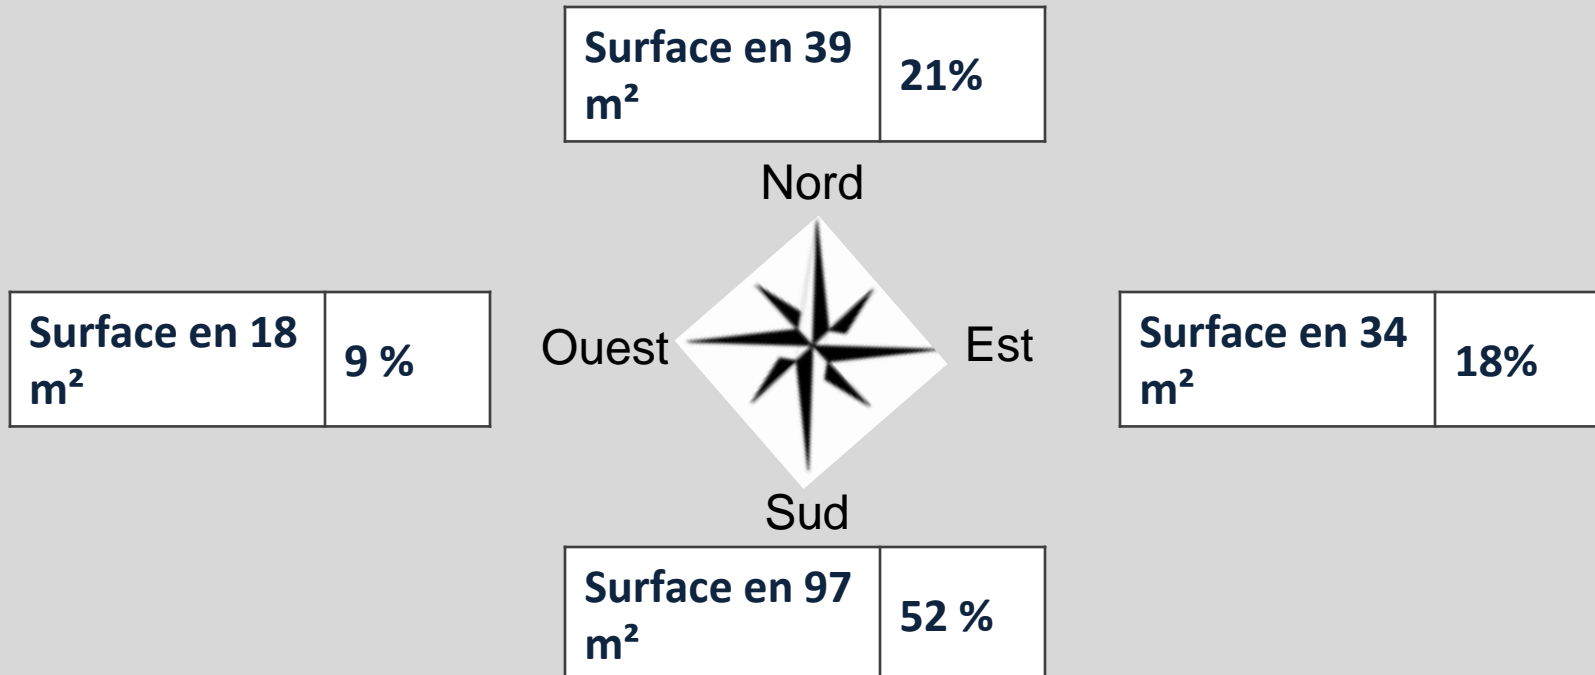 Surface en 39
m²
21%
Nord
Surface en 18
m²
9 %
Ouest
Est
Surface en 34
m²
18%
Sud
Surface en 97
m²
52 %